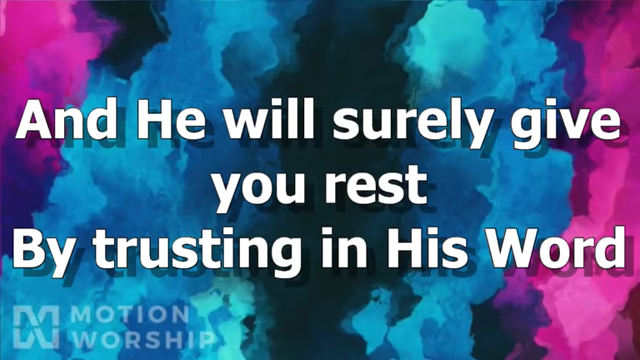 And He will surely give
you rest
By trusting in His Word
MOTION
WORSHIP